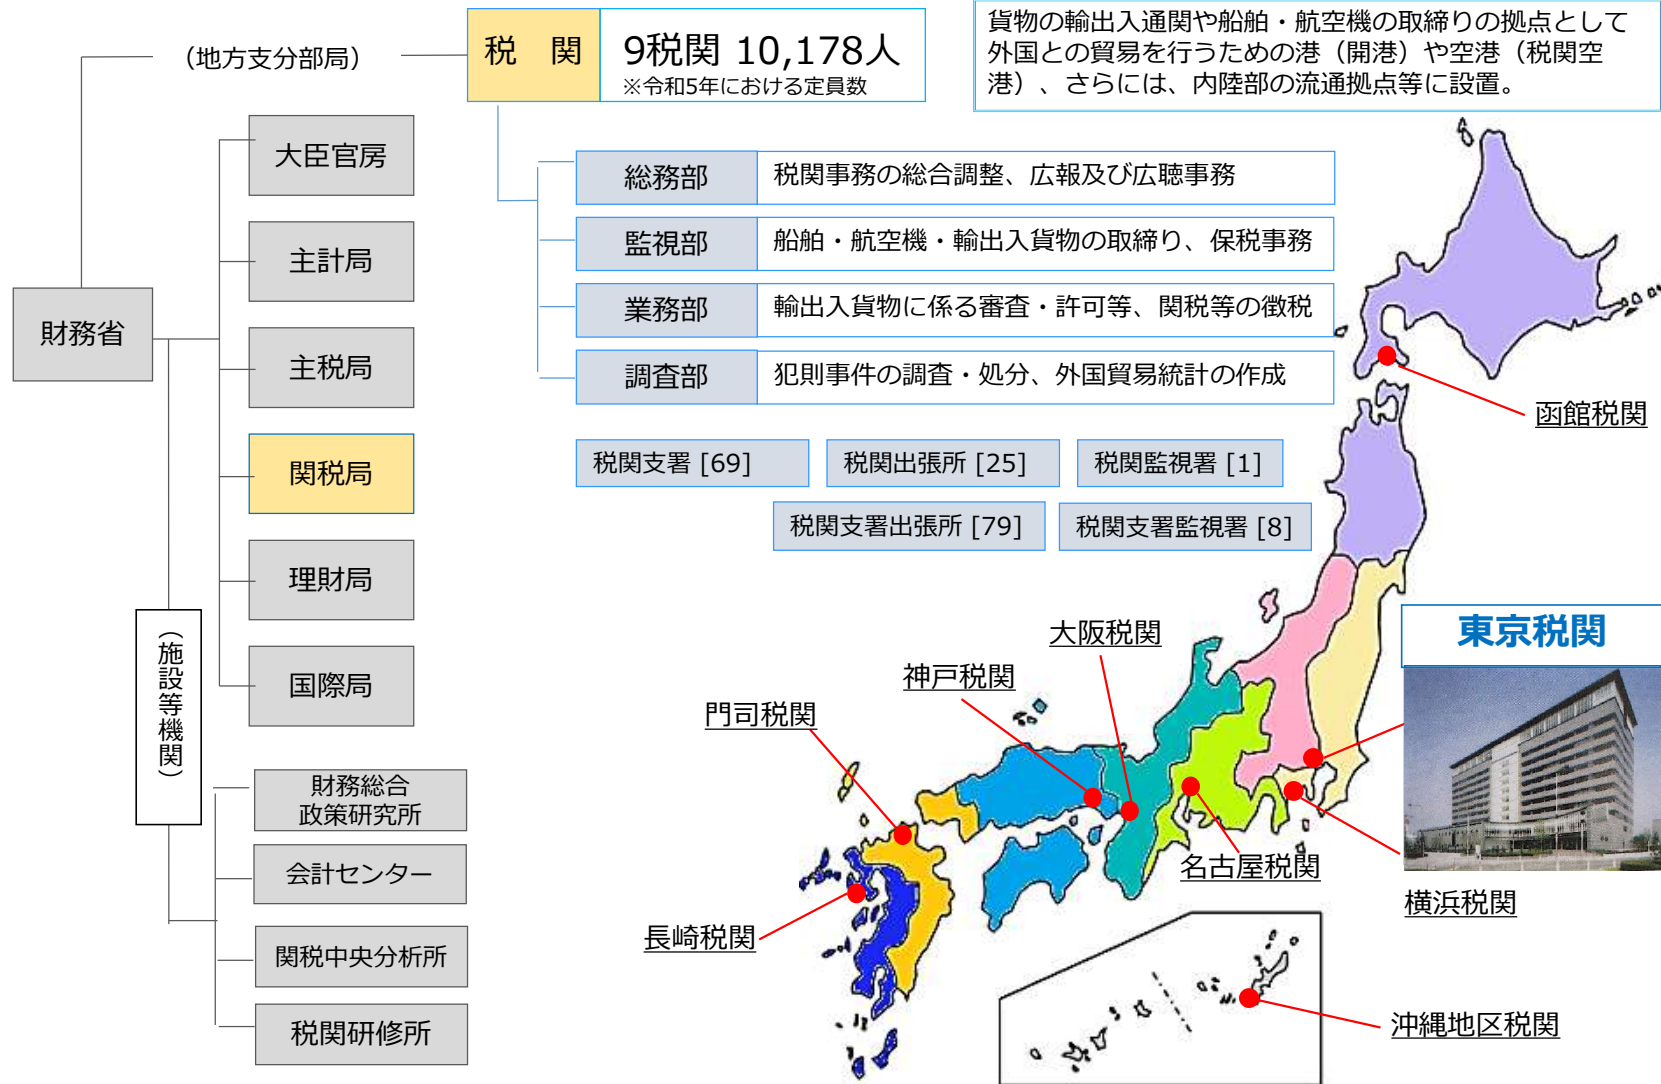 （地方支分部局）
税　関
9税関 10,178人
※令和5年における定員数
貨物の輸出入通関や船舶・航空機の取締りの拠点として
外国との貿易を行うための港（開港）や空港（税関空
港）、さらには、内陸部の流通拠点等に設置。
財務省
大臣官房
主計局
主税局
関税局
理財局
国際局
（施設等機関）
財務総合
政策研究所
会計センター
関税中央分析所
税関研修所
総務部
税関事務の総合調整、広報及び広聴事務
監視部
船舶・航空機・輸出入貨物の取締り、保税事務
業務部
輸出入貨物に係る審査・許可等、関税等の徴税
調査部
犯則事件の調査・処分、外国貿易統計の作成
税関支署 [69]
税関出張所 [25]
税関監視署 [1]
税関支署出張所 [79]
税関支署監視署 [8]
函館税関
東京税関
大阪税関
神戸税関
門司税関
名古屋税関
横浜税関
長崎税関
沖縄地区税関